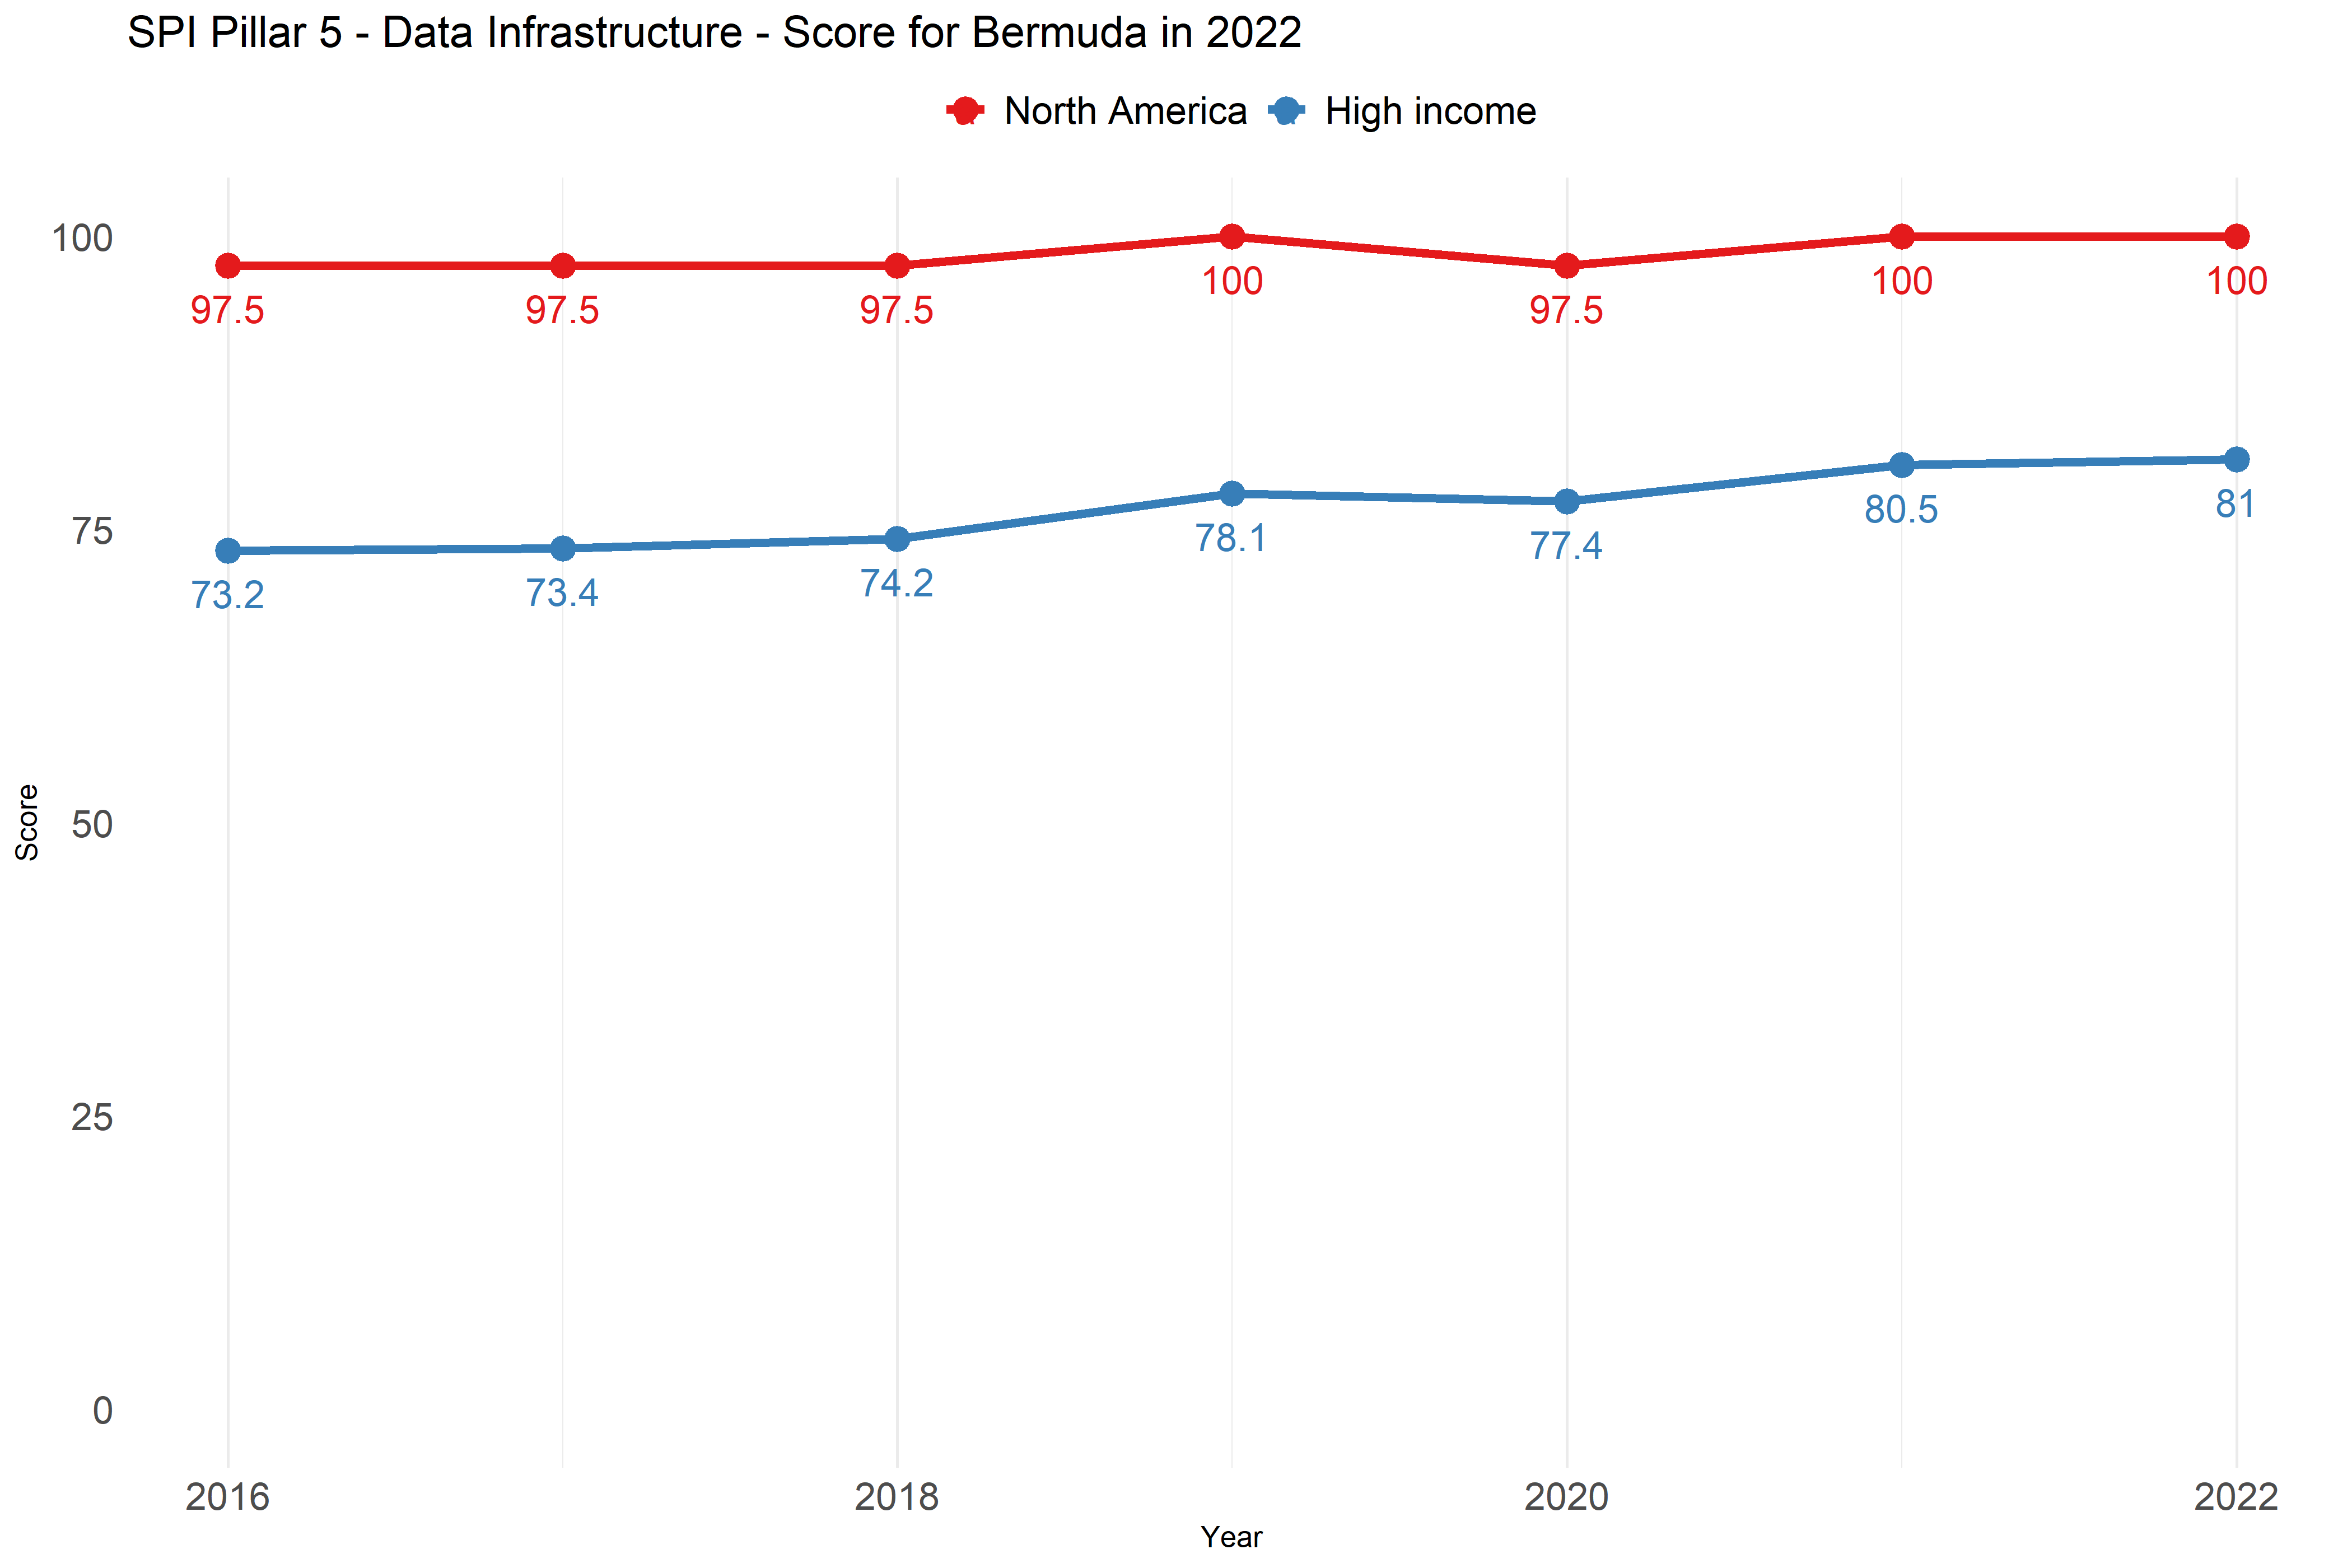 SPI Pillar 5 - Data Infrastructure - Score for Bermuda in 2022
North America High income
100
75
50
25
0
Score
97.5 97.5 97.5 100 97.5 100 100
73.2 73.4 74.2 78.1 77.4 80.5 81
2016 2018 2020 2022
Year